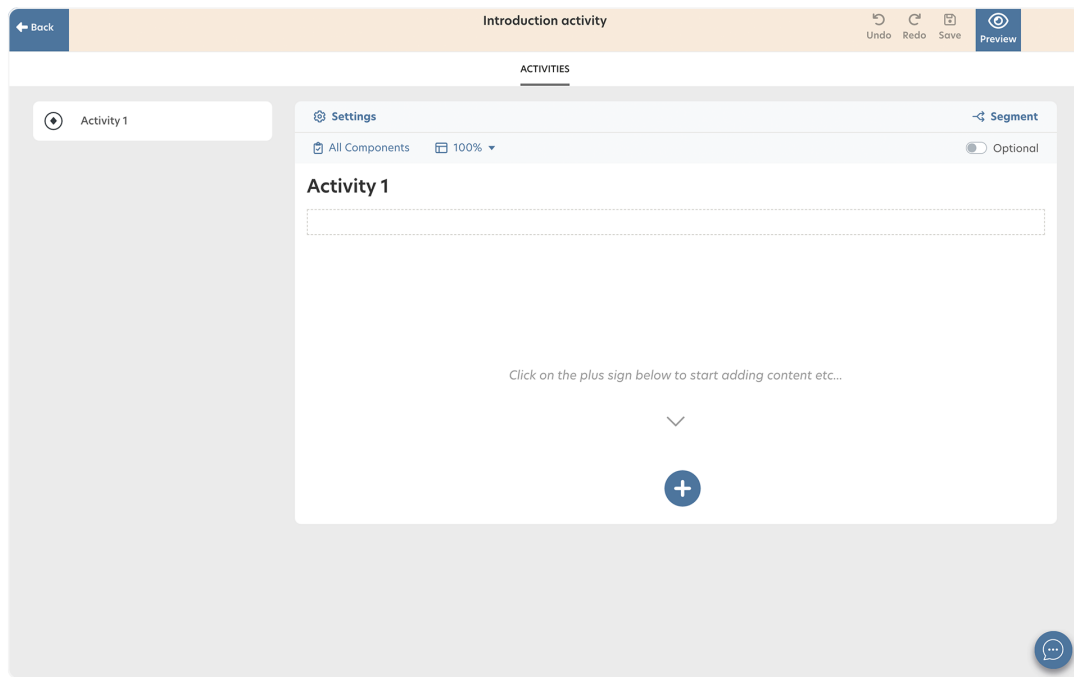 Back
Introduction activity
Undo
Redo
Save
Preview
ACTIVITIES
Activity 1
Settings
Segment
All Components
100%
Optional
Activity 1
Click on the plus sign below to start adding content etc...